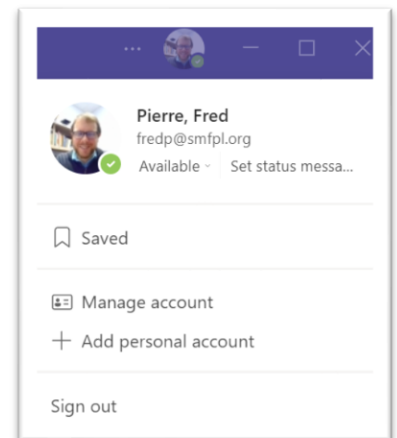 Pierre, Fred
fredp@smfpl.org
Available Set status messa...
Saved
Manage account
Add personal account
Sign out